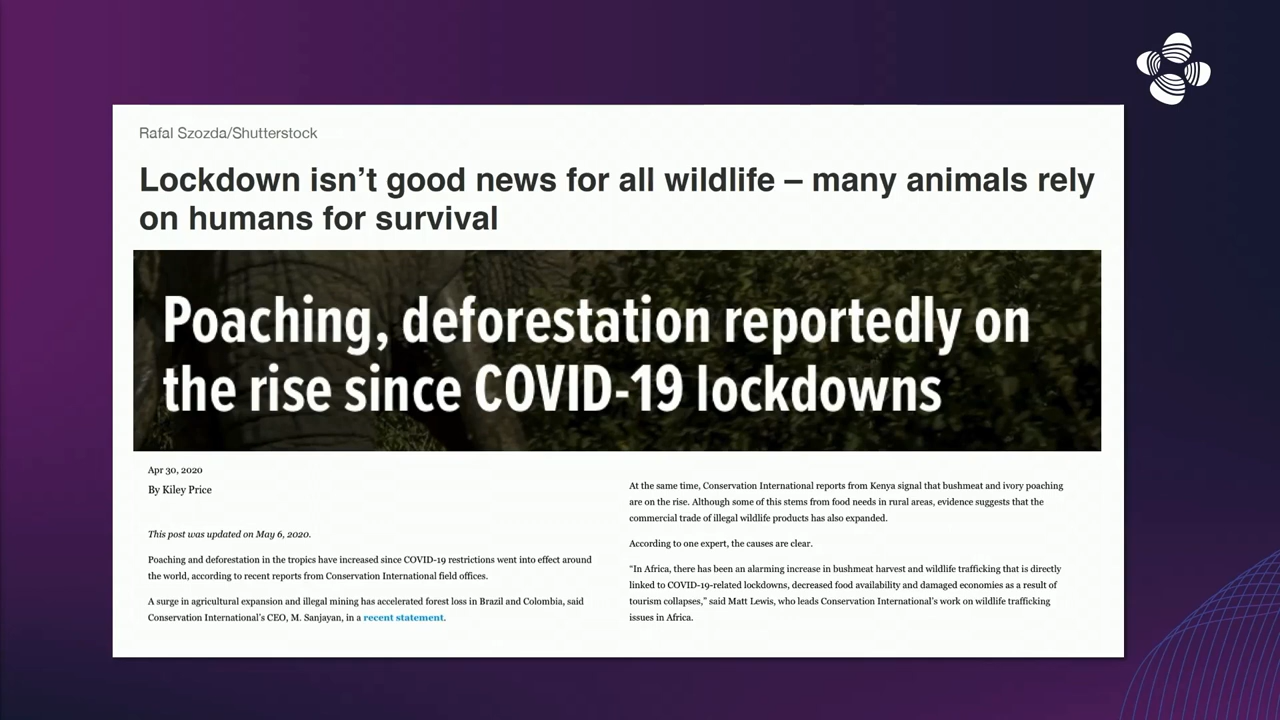 Rafal Szozda/Shutterstock
Lockdown isn't good news for all wildlife – many animals rely
on humans for survival
Poaching, deforestation reportedly on
the rise since COVID-19 lockdowns
Apr 30, 2020
By Kiley Price
This post was updated on May 6, 2020.
Poaching and deforestation in the tropics have increased since COVID-19 restrictions went into effect around
the world, according to recent reports from Conservation International field offices.
A surge in agricultural expansion and illegal mining has accelerated forest loss in Brazil and Colombia, said
Conservation International's CEO, M. Sanjayan, in a recent statement.
At the same time, Conservation International reports from Kenya signal that bushmeat and ivory poaching
are on the rise. Although some of this stems from food needs in rural areas, evidence suggests that the
commercial trade of illegal wildlife products has also expanded.
According to one expert, the causes are clear.
“In Africa, there has been an alarming increase in bushmeat harvest and wildlife trafficking that is directly
linked to COVID-19-related lockdowns, decreased food availability and damaged economies as a result of
tourism collapses,” said Matt Lewis, who leads Conservation International's work on wildlife trafficking
issues in Africa.